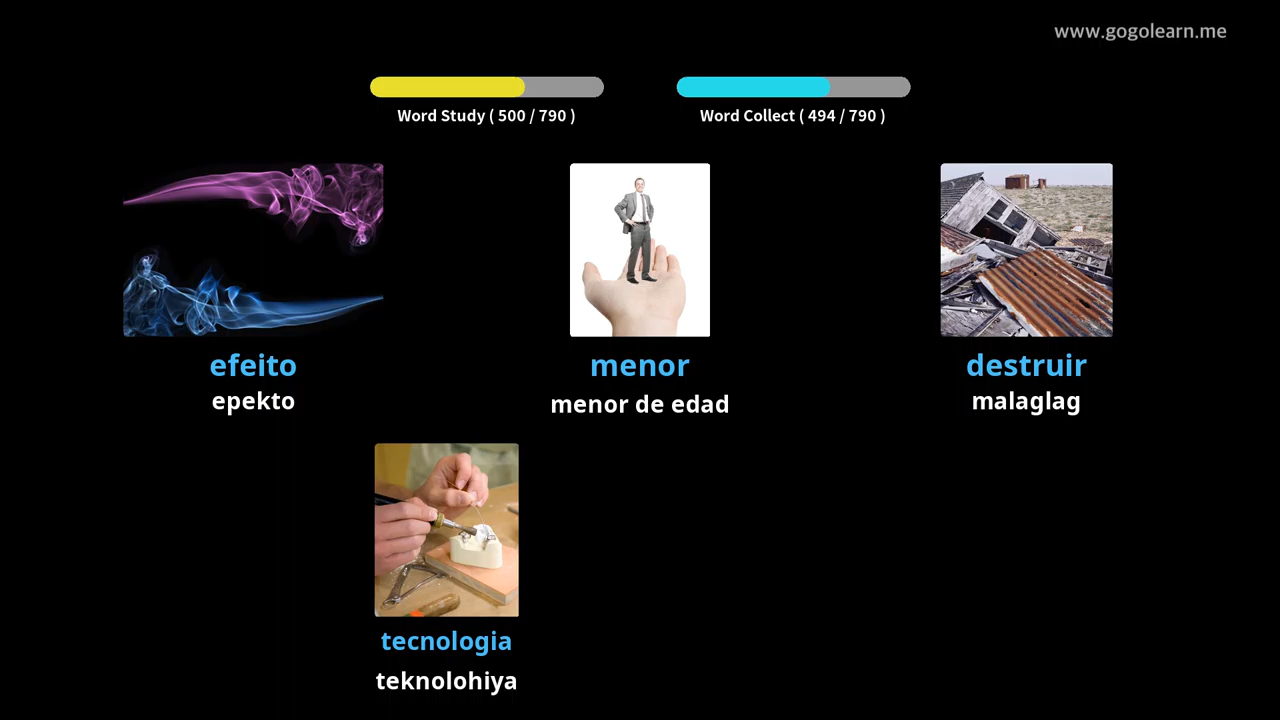 www.gogolearn.me
Word Study ( 500 / 790 )
Word Collect ( 494 / 790 )
efeito
epekto
menor
menor de edad
destruir
malaglag
tecnologia
teknolohiya